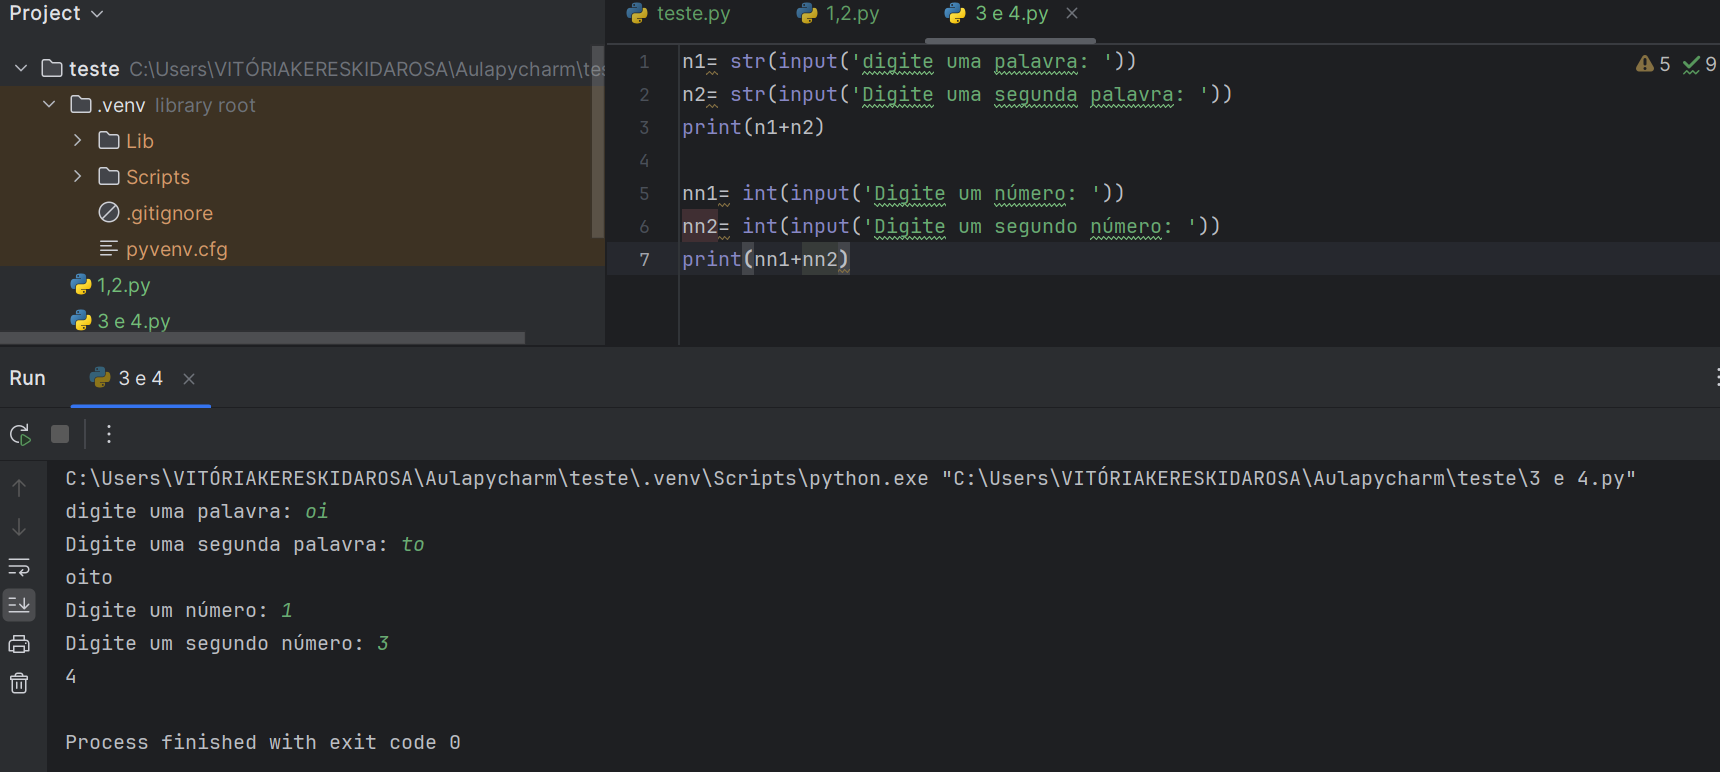 Project
teste C:\Users\VITÓRIAKERESKIDAROSA\Aulapycharm\tes
.venv library root
Lib
Scripts
.gitignore
pyvenv.cfg
1,2.py
3 e 4.py
teste.py 1,2.py 3 e 4.py
5 9
1 n1= str(input('digite uma palavra: '))
2 n2= str(input('Digite uma segunda palavra: '))
3 print(n1+n2)
4
5 nn1= int(input('Digite um número: '))
6 nn2= int(input('Digite um segundo número: '))
7 print(nn1+nn2)
Run 3 e 4
C:\Users\VITÓRIAKERESKIDAROSA\Aulapycharm\teste\.venv\Scripts\python.exe "C:\Users\VITÓRIAKERESKIDAROSA\Aulapycharm\teste\3 e 4.py"
digite uma palavra: oi
Digite uma segunda palavra: to
oito
Digite um número: 1
Digite um segundo número: 3
4
Process finished with exit code 0